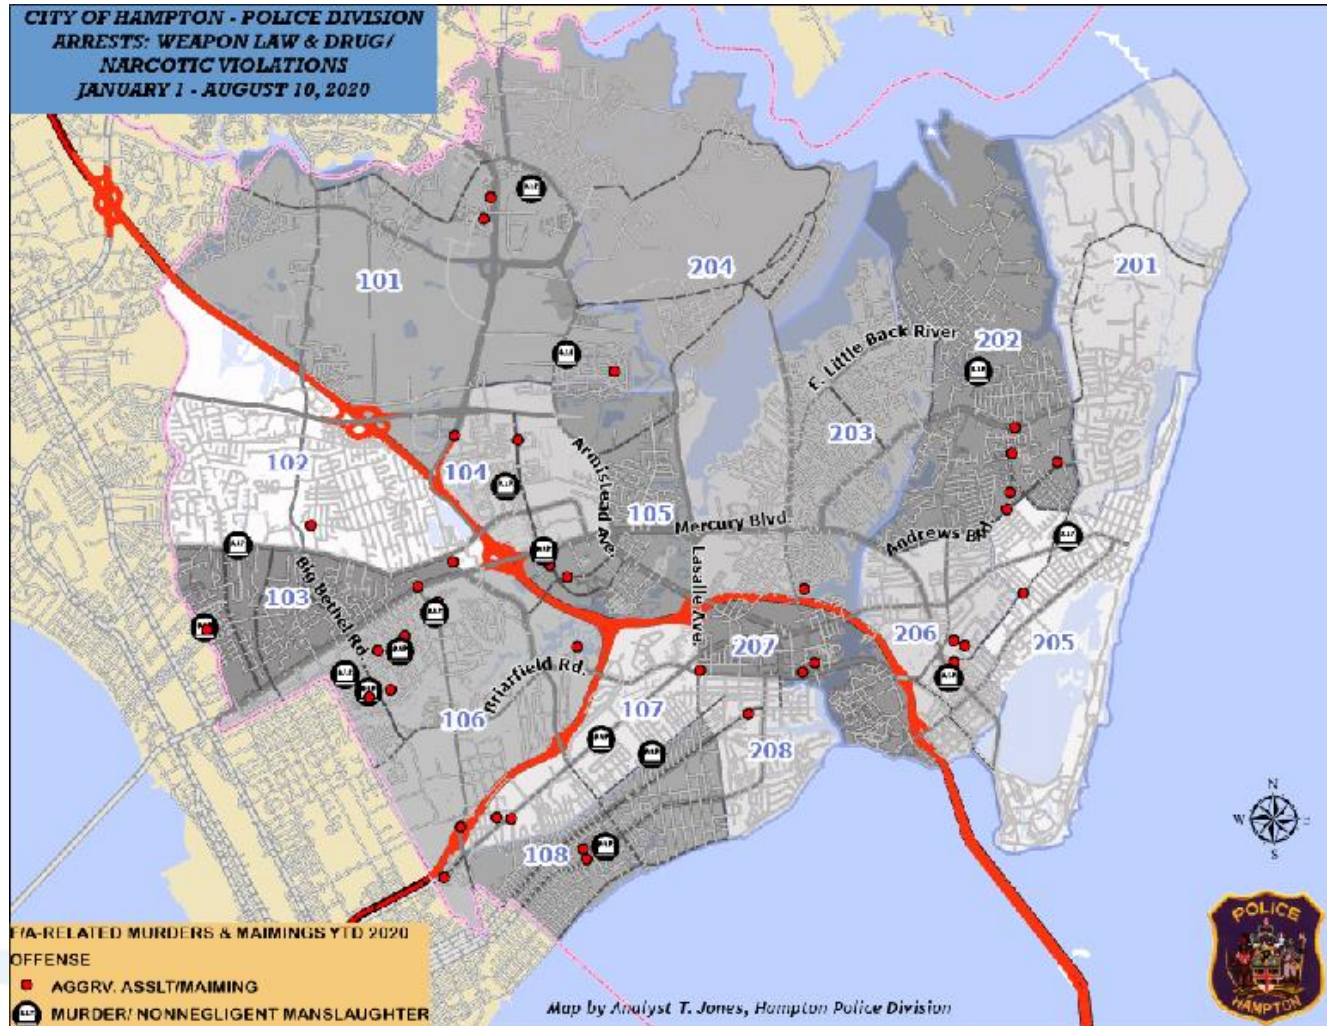 CITY OF HAMPTON - POLICE DIVISION
ARRESTS: WEAPON LAW & DRUG/
NARCOTIC VIOLATIONS
JANUARY 1 - AUGUST 10, 2020
101
204
201
E. Little Back River
202
203
102
104
Armistead Ave.
105
Mercury Blvd.
Andrews Bl
103
Big Bethel Rd.
Lasalle Ave.
207
206
205
Briarfield Rd.
106
107
208
108
N
W
E
S
F/A-RELATED MURDERS & MAIMINGS YTD 2020
OFFENSE
AGGRV. ASSLT/MAIMING
MURDER/ NONNEGLIGENT MANSLAUGHTER
Map by Analyst T. Jones, Hampton Police Division
POLICE
HAMPTON